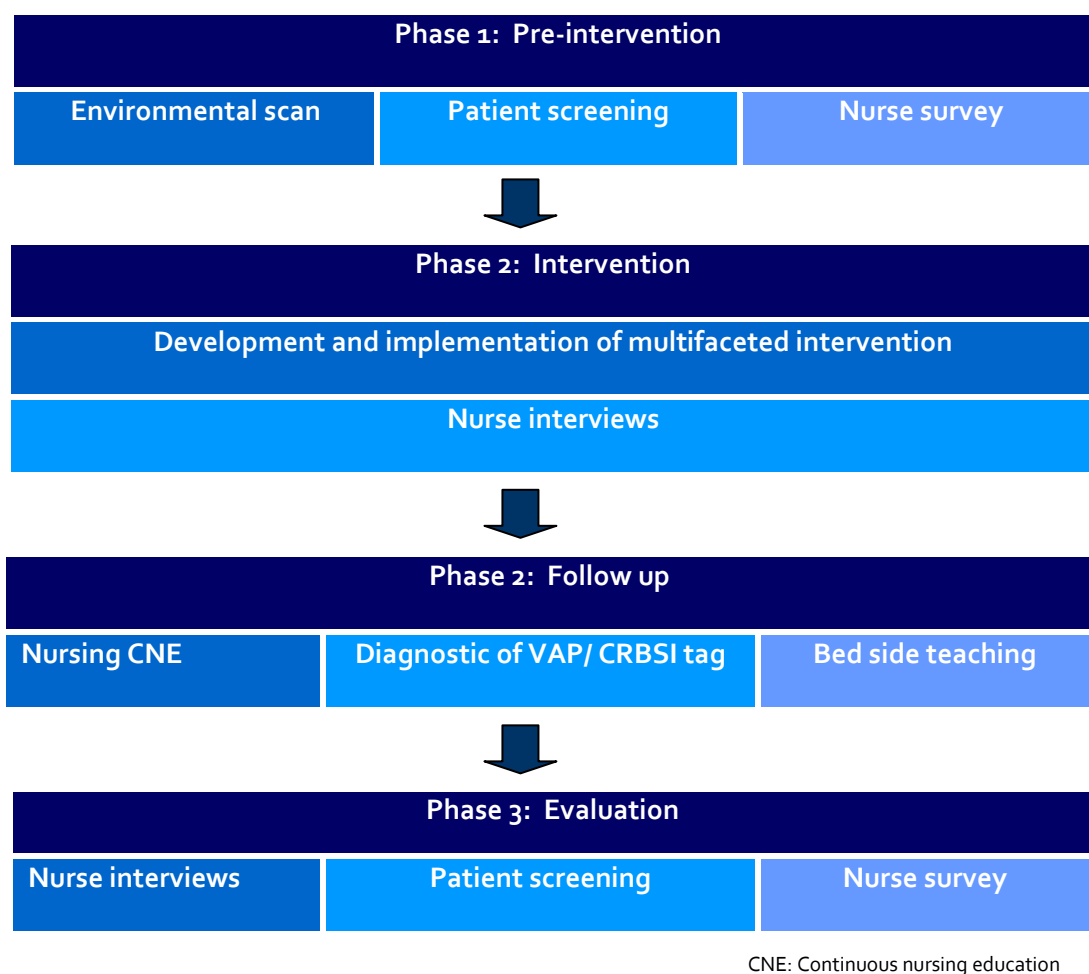 Phase 1: Pre-intervention
Environmental scan
Patient screening
Nurse survey
Phase 2: Intervention
Development and implementation of multifaceted intervention
Nurse interviews
Phase 2: Follow up
Nursing CNE
Diagnostic of VAP/ CRBSI tag
Bed side teaching
Phase 3: Evaluation
Nurse interviews
Patient screening
Nurse survey
CNE: Continuous nursing education